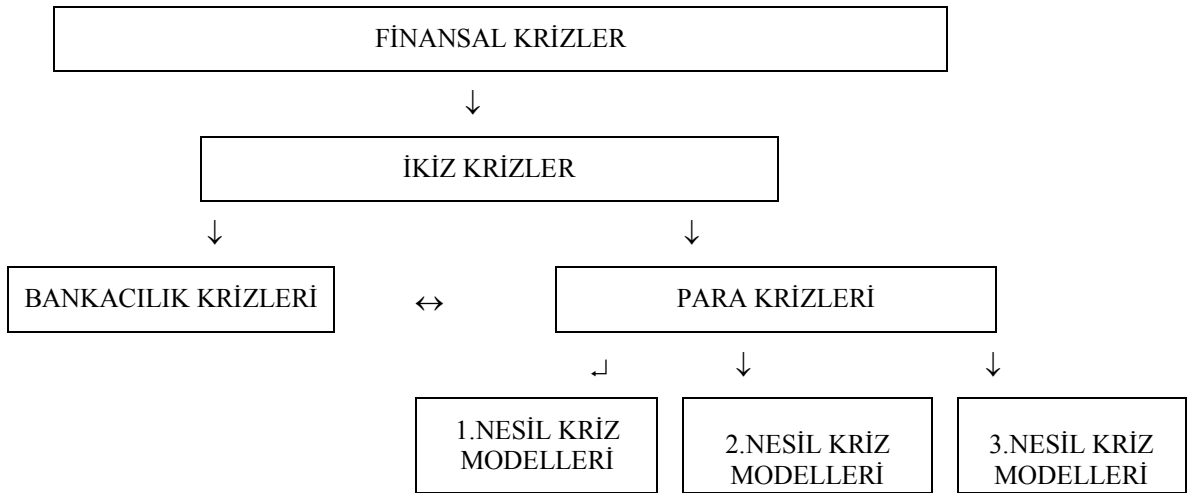 FİNANSAL KRİZLER
↓
İKİZ KRİZLER
↓ ↓
BANKACILIK KRİZLERİ ↔ PARA KRİZLERİ
↵ ↓ ↓
1.NESİL KRİZ
MODELLERİ
2.NESİL KRİZ
MODELLERİ
3.NESİL KRİZ
MODELLERİ